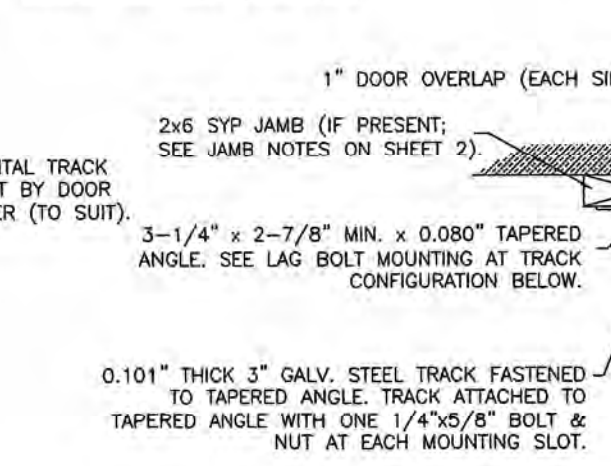 1" DOOR OVERLAP (EACH
2x6 SYP JAMB (IF PRESENT;
SEE JAMB NOTES ON SHEET 2).
TRACK
BY DOOR
(TO SUIT).
3-1/4" x 2-7/8" MIN. x 0.080" TAPERED
ANGLE. SEE LAG BOLT MOUNTING AT TRACK
CONFIGURATION BELOW.
0.101" THICK 3" GALV. STEEL TRACK FASTENED
TO TAPERED ANGLE. TRACK ATTACHED TO
TAPERED ANGLE WITH ONE 1/4"x5/8" BOLT &
NUT AT EACH MOUNTING SLOT.